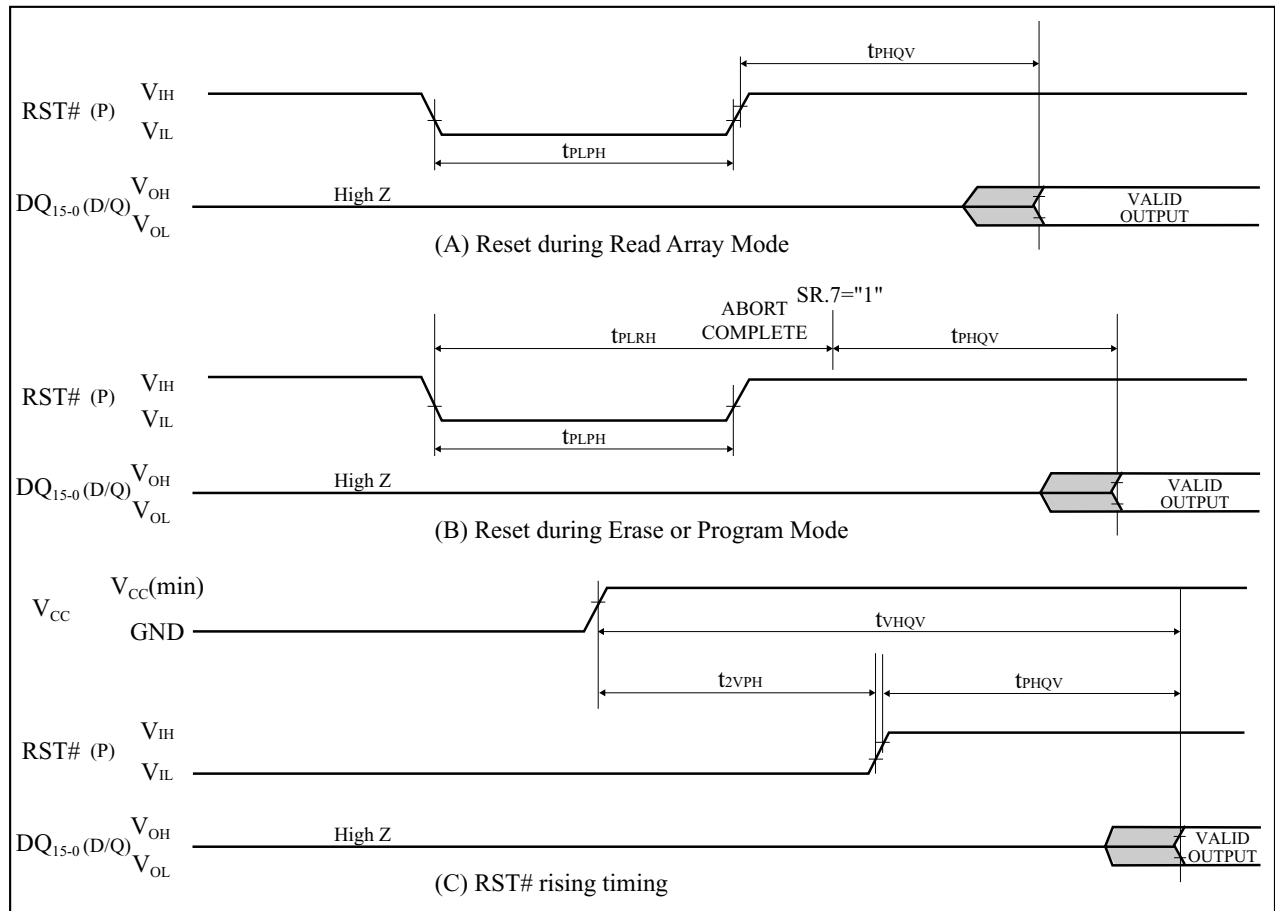 tPHQV
RST# (P)
VIH
VIL
tPLPH
DQ15-0 (D/Q)
VOH
VOL
High Z
VALID
OUTPUT
(A) Reset during Read Array Mode
SR.7="1"
ABORT
COMPLETE
tPLRH
tPHQV
RST# (P)
VIH
VIL
tPLPH
DQ15-0 (D/Q)
VOH
VOL
High Z
VALID
OUTPUT
(B) Reset during Erase or Program Mode
VCC
VCC(min)
GND
tVHQV
t2VPH
tPHQV
RST# (P)
VIH
VIL
DQ15-0 (D/Q)
VOH
VOL
High Z
VALID
OUTPUT
(C) RST# rising timing